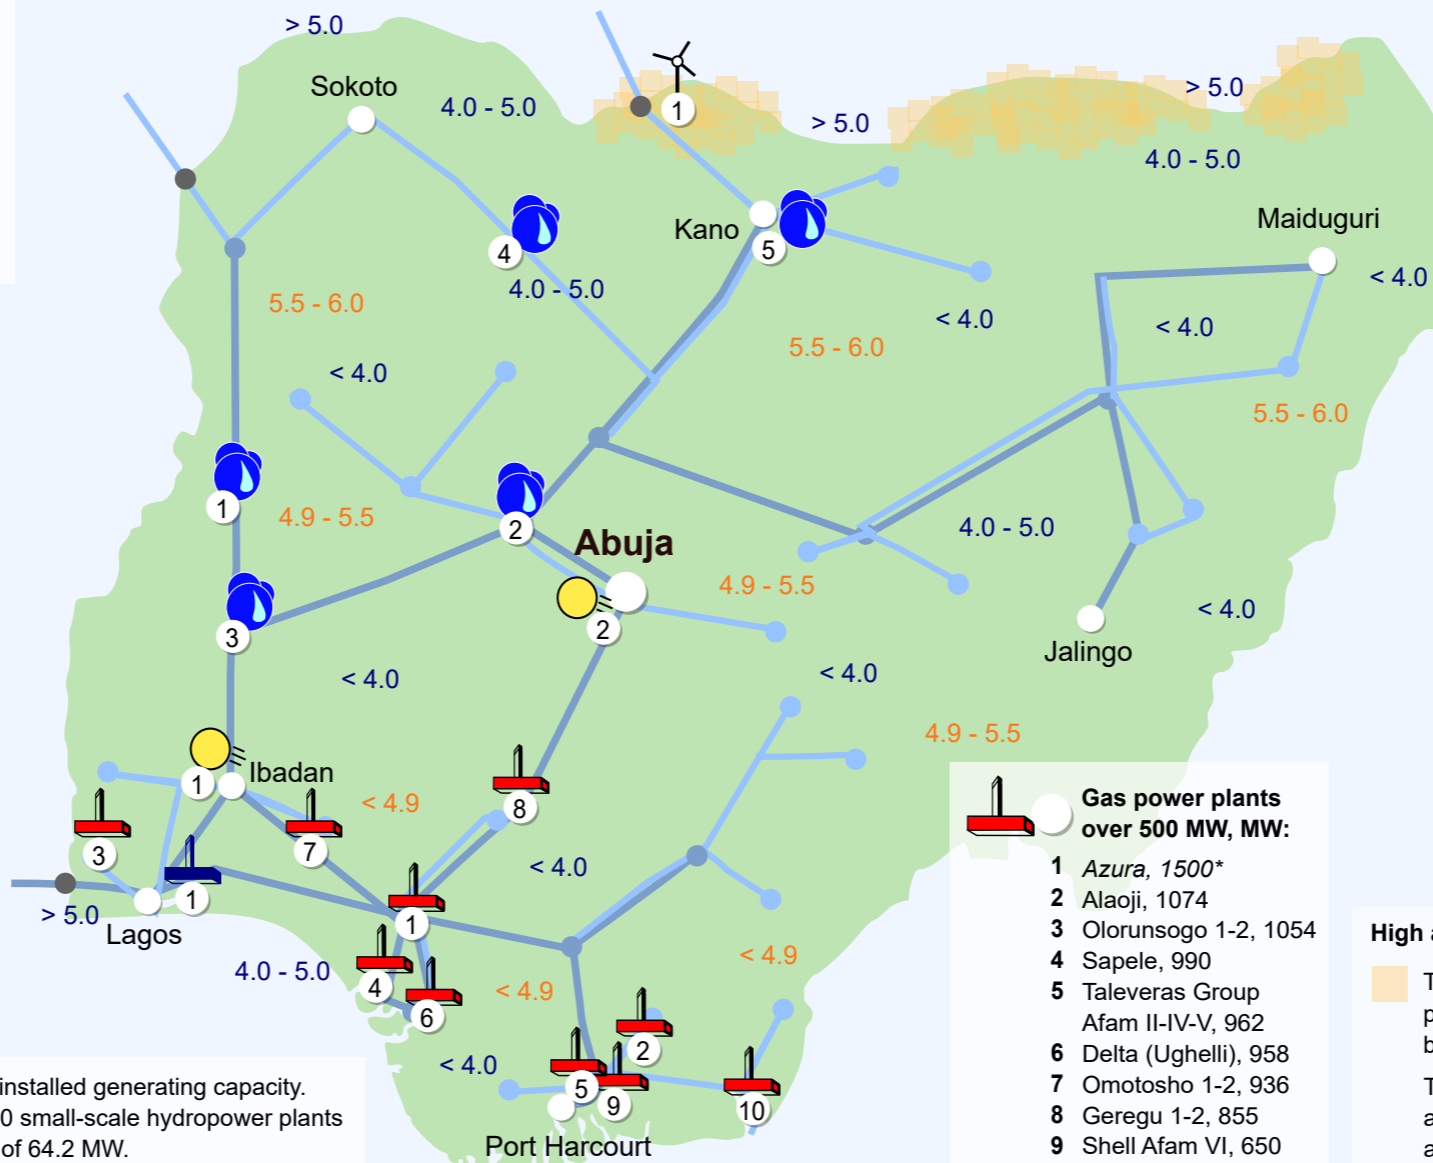 > 5.0
Sokoto
4.0 - 5.0
1
> 5.0
> 5.0
4.0 - 5.0
Kano
5
4
Maiduguri
< 4.0
4.0 - 5.0
5.5 - 6.0
< 4.0
< 4.0
5.5 - 6.0
< 4.0
5.5 - 6.0
1
4.9 - 5.5
2
Abuja
4.0 - 5.0
4.9 - 5.5
2
3
< 4.0
Jalingo
< 4.0
< 4.0
4.9 - 5.5
1
Ibadan
< 4.9
8
3
7
1
< 4.0
> 5.0
Lagos
1
4.0 - 5.0
4
6
< 4.9
< 4.9
2
< 4.0
5
9
10
Port Harcourt
Gas power plants
over 500 MW, MW:
1 Azura, 1500*
2 Alaoji, 1074
3 Olorunsogo 1-2, 1054
4 Sapele, 990
5 Taleveras Group
Afam II-IV-V, 962
6 Delta (Ughelli), 958
7 Omotosho 1-2, 936
8 Geregu 1-2, 855
9 Shell Afam VI, 650
High
installed generating capacity.
0 small-scale hydropower plants
of 64.2 MW.